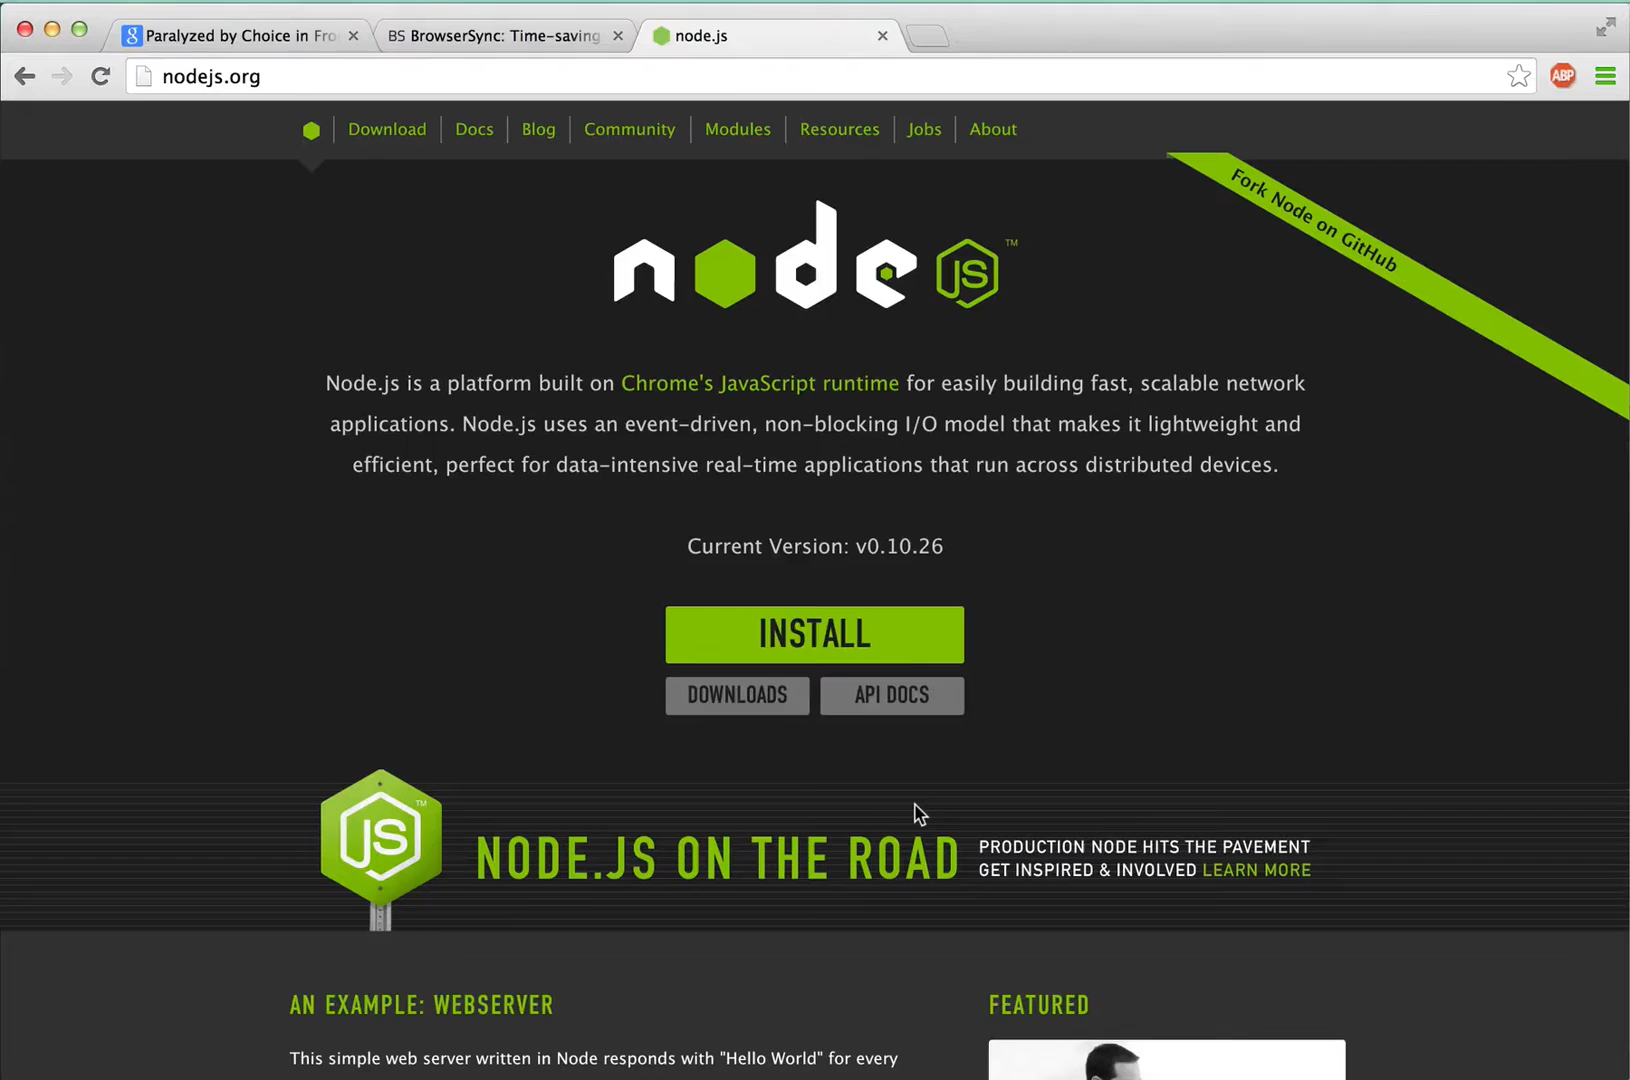 Paralyzed by Choice in Fro
BS BrowserSync: Time-saving
node.js
nodejs.org
ABP
Download
Docs
Blog
Community
Modules
Resources
Jobs
About
Fork Node on GitHub
node JS™
Node.js is a platform built on Chrome's JavaScript runtime for easily building fast, scalable network
applications. Node.js uses an event-driven, non-blocking I/O model that makes it lightweight and
efficient, perfect for data-intensive real-time applications that run across distributed devices.
Current Version: v0.10.26
INSTALL
DOWNLOADS
API DOCS
JS™
NODE.JS ON THE ROAD
PRODUCTION NODE HITS THE PAVEMENT
GET INSPIRED & INVOLVED LEARN MORE
AN EXAMPLE: WEBSERVER
FEATURED
This simple web server written in Node responds with "Hello World" for every